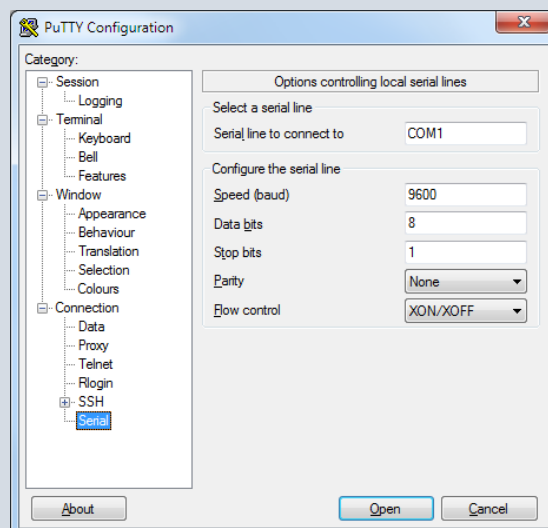 PuTTY Configuration
Category:
Session
Logging
Terminal
Keyboard
Bell
Features
Window
Appearance
Behaviour
Translation
Selection
Colours
Connection
Data
Proxy
Telnet
Rlogin
SSH
Serial
Options controlling local serial lines
Select a serial line
Serial line to connect to COM1
Configure the serial line
Speed (baud) 9600
Data bits 8
Stop bits 1
Parity None
Flow control XON/XOFF
About Open Cancel